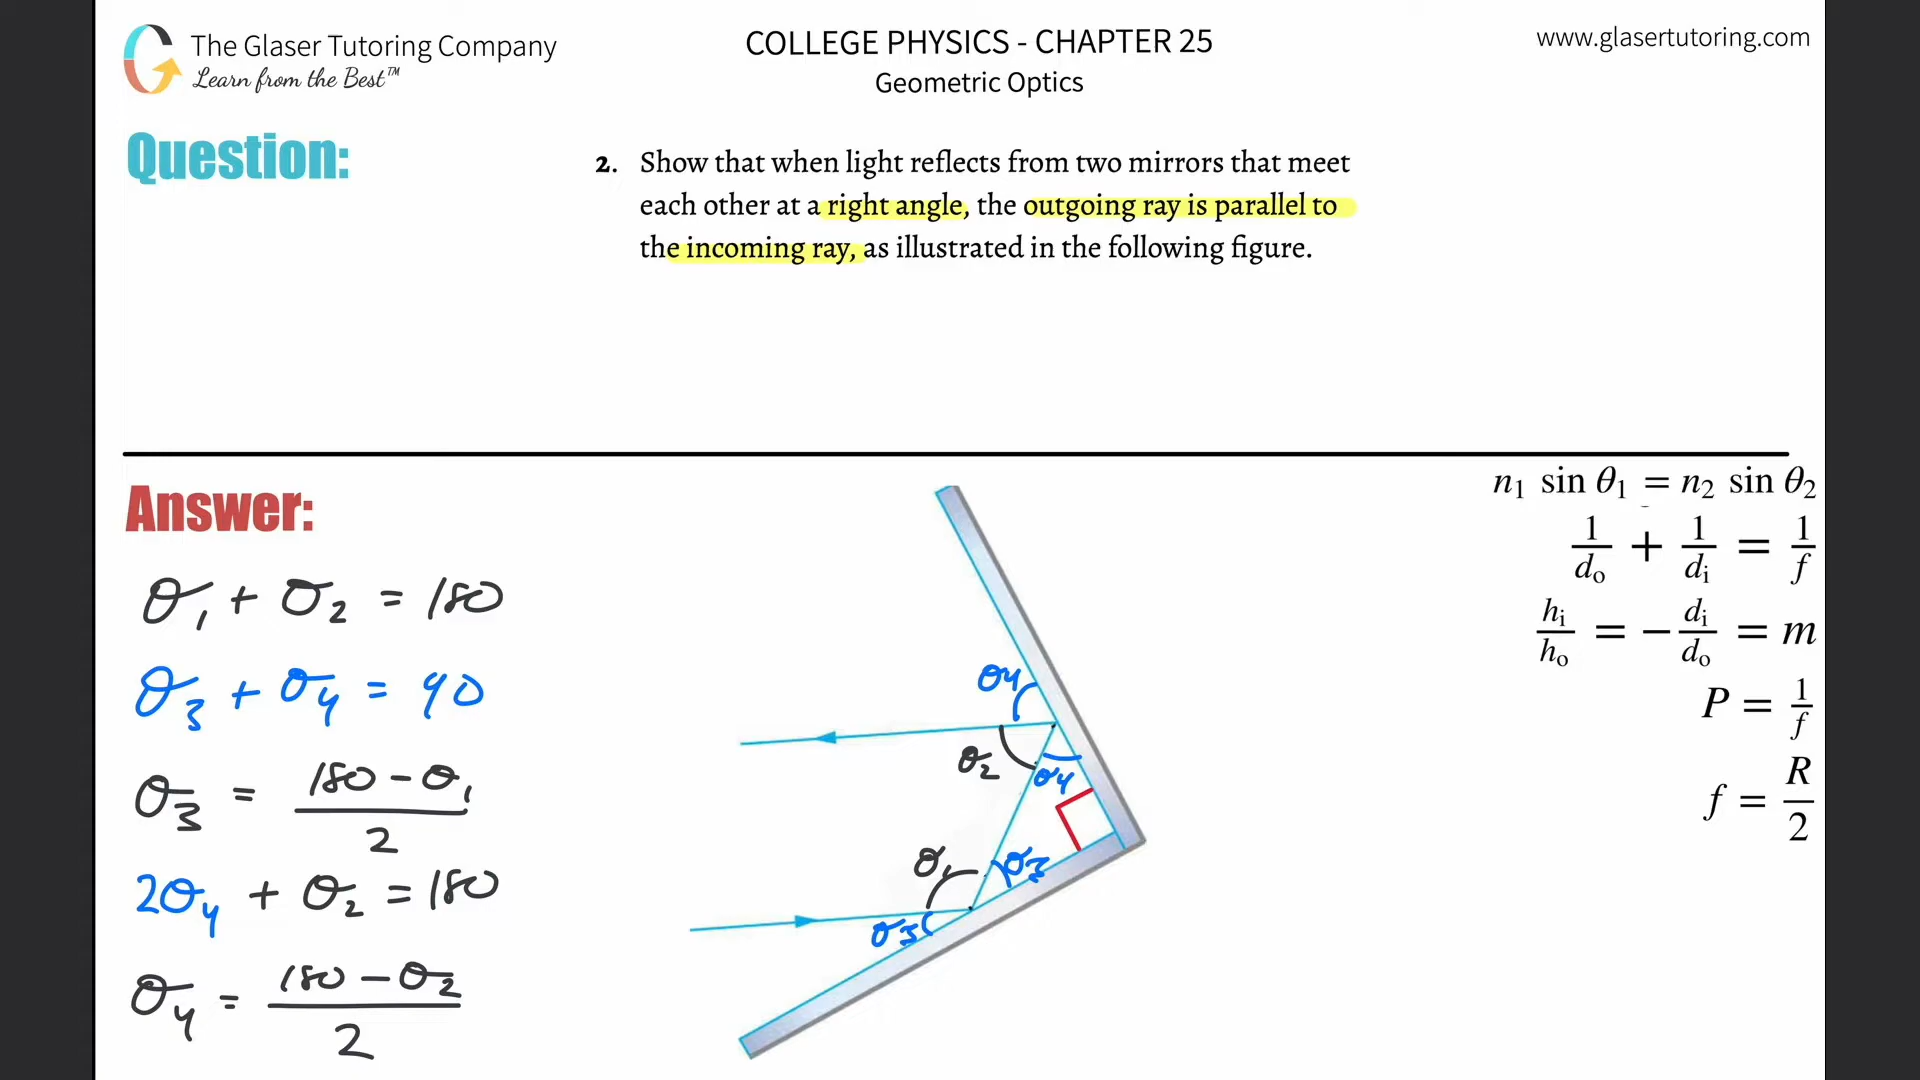 The Glaser Tutoring Company
Learn from the Best™
COLLEGE PHYSICS - CHAPTER 25
Geometric Optics
www.glasertutoring.com
Question:
2. Show that when light reflects from two mirrors that meet
each other at a right angle, the outgoing ray is parallel to
the incoming ray, as illustrated in the following figure.
Answer:
θ₁ + θ₂ = 180
θ₃ + θ₄ = 90
θ₃ = (180 − θ₁)/2
2θ₄ + θ₂ = 180
θ₄ = (180 − θ₂)/2
θ₄
θ₂
θ₄
θ₁
θ₃
θ₃
n₁ sin θ₁ = n₂ sin θ₂
1/dₒ + 1/dᵢ = 1/f
hᵢ/hₒ = −dᵢ/dₒ = m
P = 1/f
f = R/2